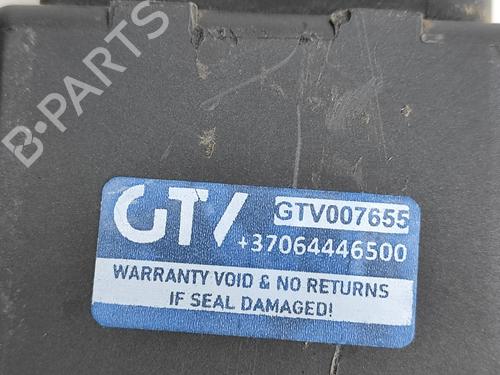 B-PARTS
GTV
GTV007655
+37064446500
WARRANTY VOID & NO RETURNS
IF SEAL DAMAGED!